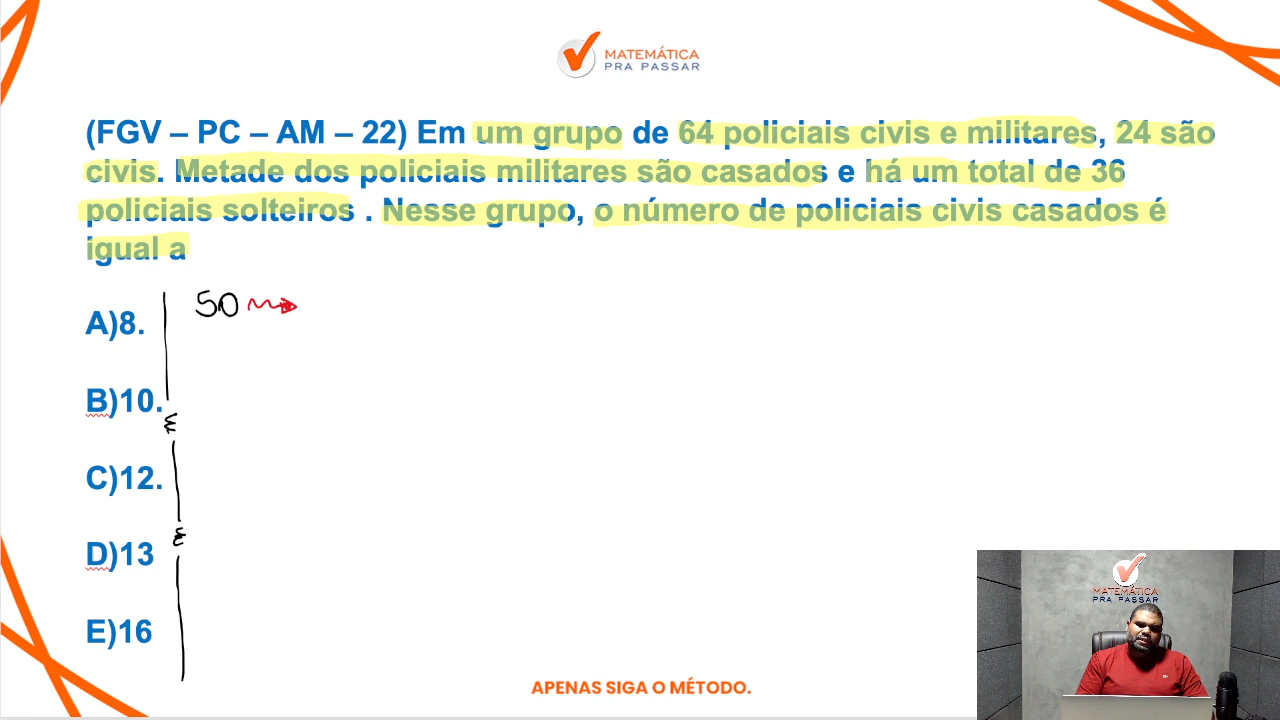 MATEMÁTICA
PRA PASSAR
(FGV – PC – AM – 22) Em um grupo de 64 policiais civis e militares, 24 são
civis. Metade dos policiais militares são casados e há um total de 36
policiais solteiros . Nesse grupo, o número de policiais civis casados é
igual a
50
A)8.
B)10.
C)12.
D)13
E)16
MATEMÁTICA
PRA PASSAR
APENAS SIGA O MÉTODO.